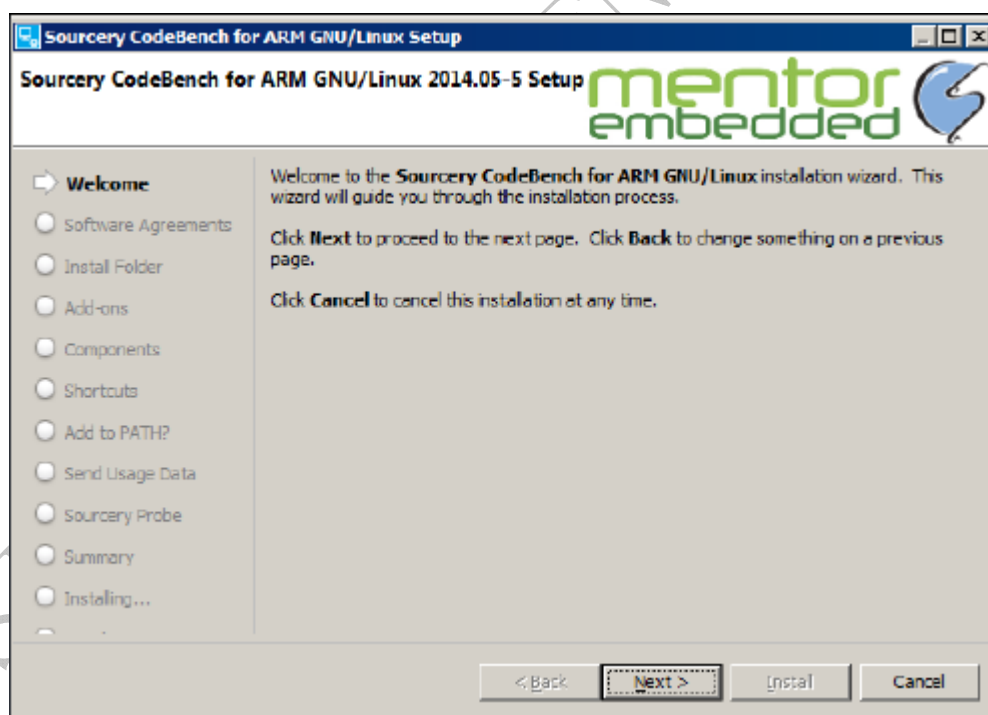 Sourcery CodeBench for ARM GNU/Linux Setup
Sourcery CodeBench for ARM GNU/Linux 2014.05-5 Setup
mentor
embedded
Welcome
Software Agreements
Install Folder
Add-ons
Components
Shortcuts
Add to PATH?
Send Usage Data
Sourcery Probe
Summary
Installing...
Welcome to the Sourcery CodeBench for ARM GNU/Linux installation wizard. This
wizard will guide you through the installation process.
Click Next to proceed to the next page. Click Back to change something on a previous
page.
Click Cancel to cancel this installation at any time.
< Back
Next >
Install
Cancel